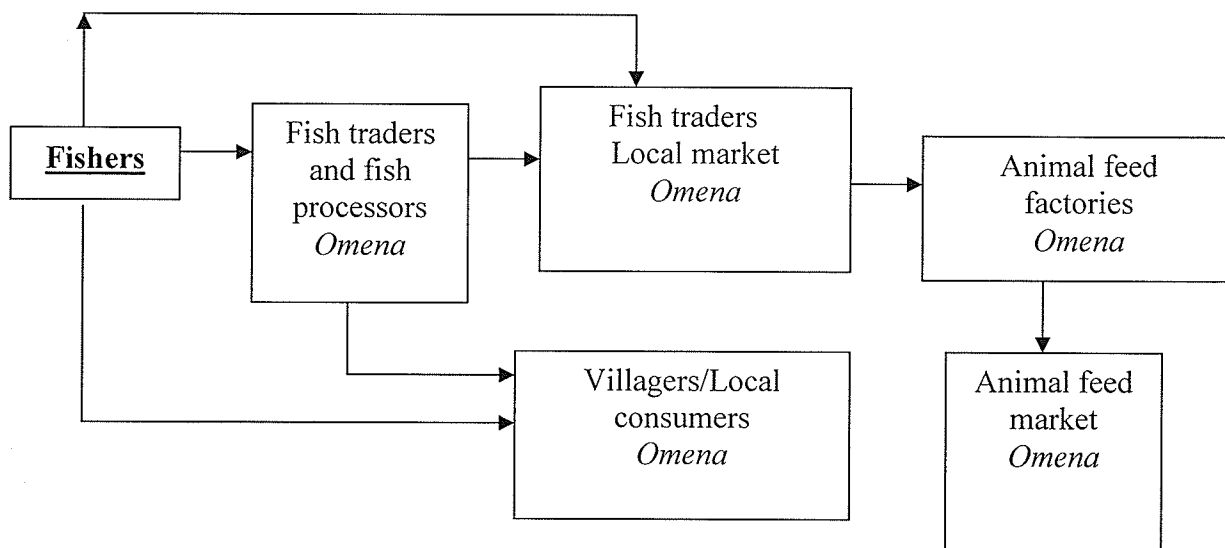 Fishers
Fish traders
and fish
processors
Omena
Fish traders
Local market
Omena
Animal feed
factories
Omena
Villagers/Local
consumers
Omena
Animal feed
market
Omena